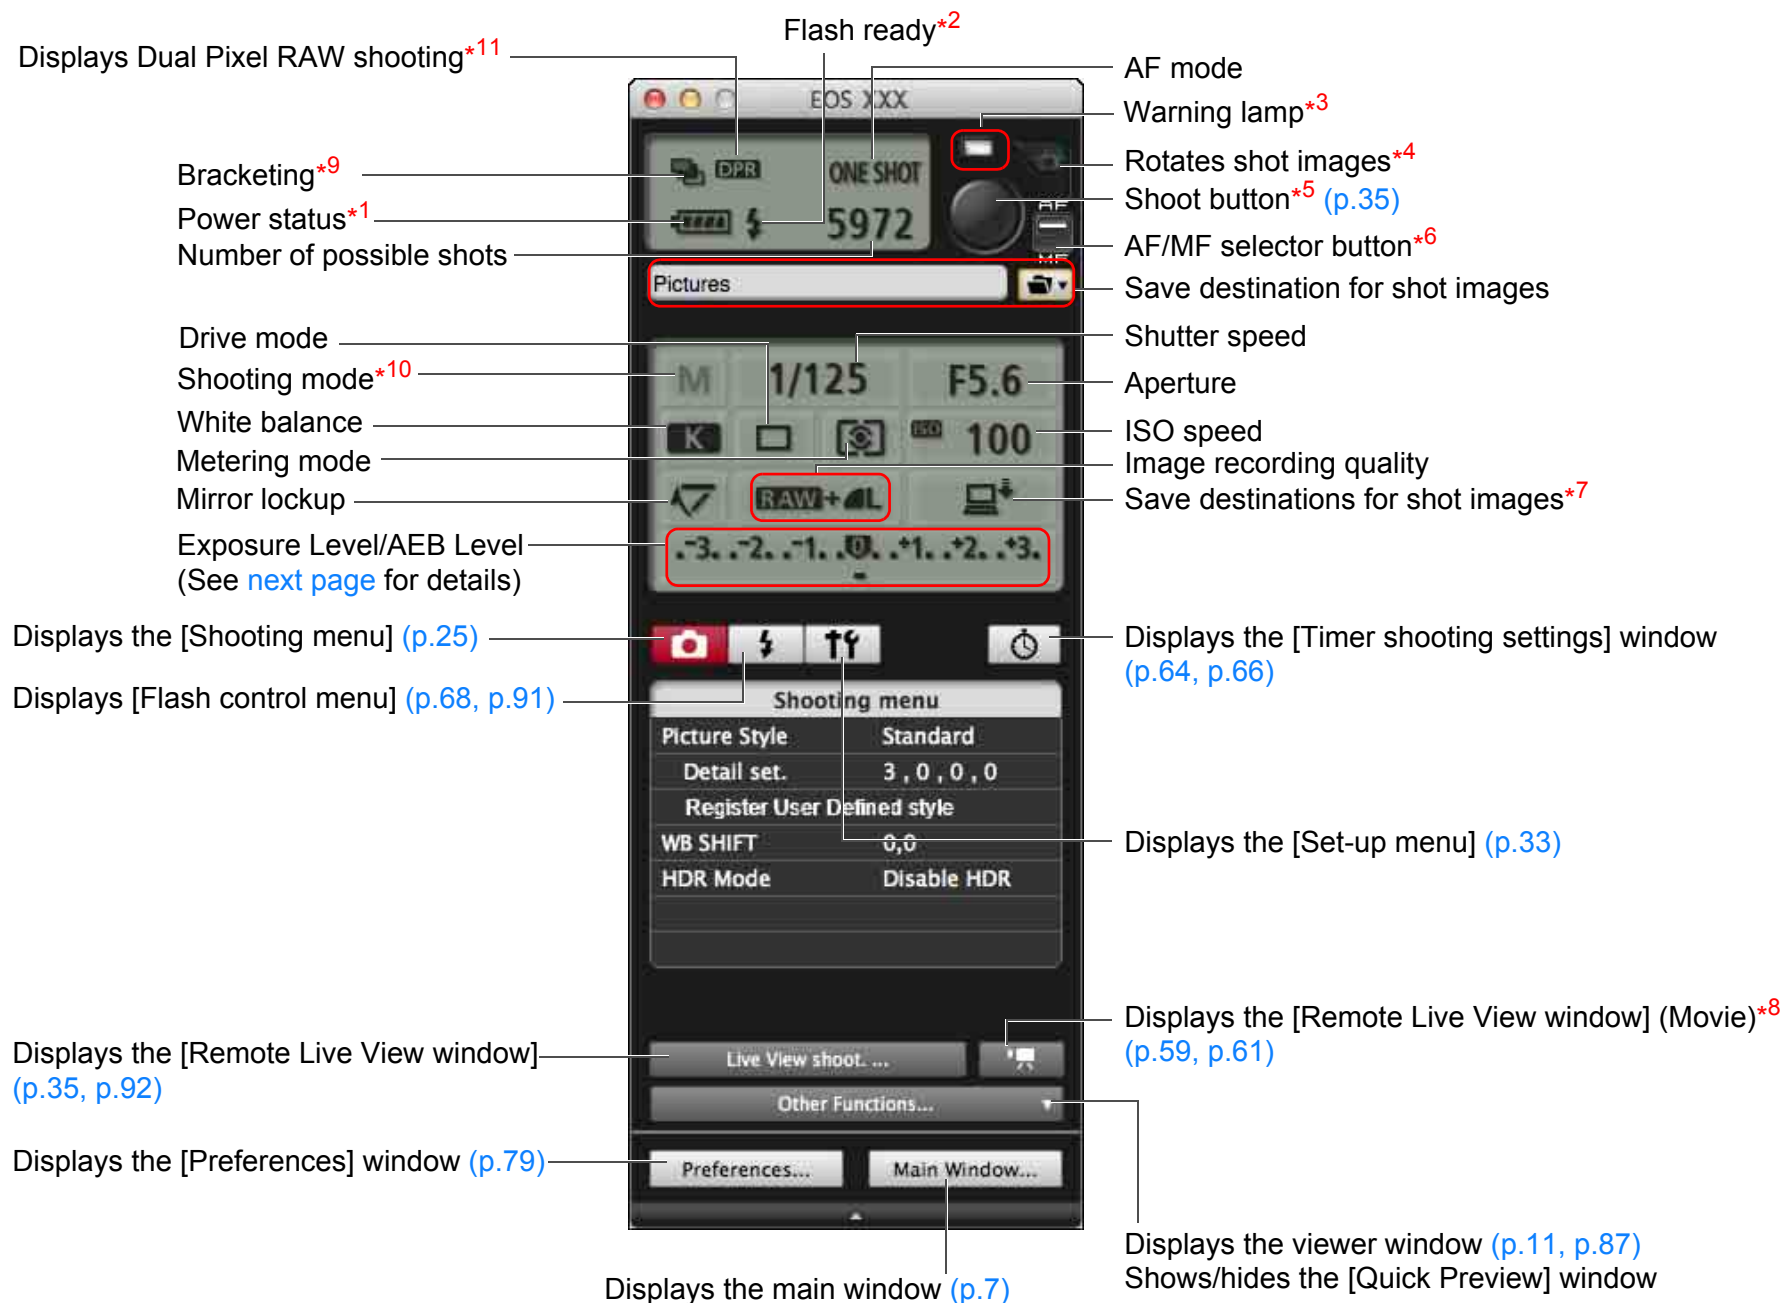 Flash ready*2
Displays Dual Pixel RAW shooting*11
AF mode
EOS XXX
Warning lamp*3
Bracketing*9
DPR
ONE SHOT
Rotates shot images*4
Shoot button*5 (p.35)
AF
Power status*1
5972
Number of possible shots
AF/MF selector button*6
MF
Pictures
Save destination for shot images
Drive mode
Shutter speed
Shooting mode*10
M
1/125
F5.6
Aperture
White balance
K
ISO 100
ISO speed
Metering mode
Image recording quality
Mirror lockup
RAW+L
Save destinations for shot images*7
Exposure Level/AEB Level
(See next page for details)
.-3. .-2. .-1. .0. .+1. .+2. .+3.
Displays the [Shooting menu] (p.25)
Displays the [Timer shooting settings] window
(p.64, p.66)
Displays [Flash control menu] (p.68, p.91)
Shooting menu
Picture Style Standard
Detail set. 3 , 0 , 0 , 0
Register User Defined style
WB SHIFT 0,0
HDR Mode Disable HDR
Displays the [Set-up menu] (p.33)
Displays the [Remote Live View window] (Movie)*8
(p.59, p.61)
Displays the [Remote Live View window]
(p.35, p.92)
Live View shoot. ...
Other Functions...
Displays the [Preferences] window (p.79)
Preferences...
Main Window...
Displays the viewer window (p.11, p.87)
Shows/hides the [Quick Preview] window
Displays the main window (p.7)